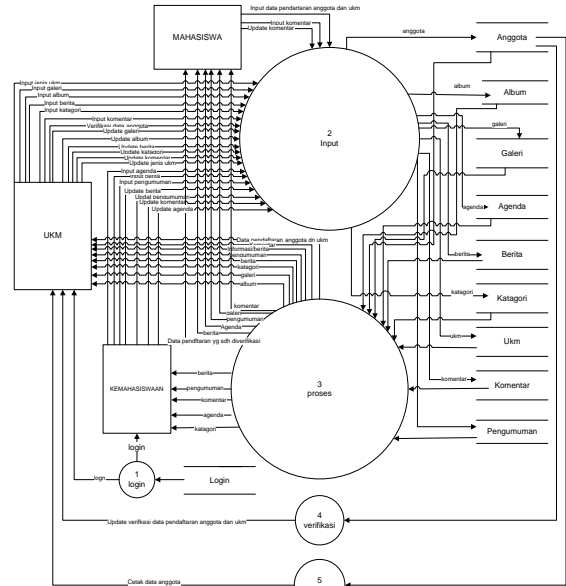 Input data pendartaran anggota dan ukm
Input komentar
Update komentar
MAHASISWA
anggota
Anggota
Input jenis ukm
Input galeri
Input album
Input berita
Input katagori
Input komentar
Verifikasi data anggota
Update galeri
Update album
Update berita
Update kataqori
Update komentar
Update jenis ukm
Input agenda
Input berita
Input pengumuman
Update berita
Updat pengumuman
Update komentar
Update agenda
2
Input
album
Album
galeri
Galeri
agenda
Agenda
berita
Berita
katagori
Katagori
ukm
Ukm
komentar
Komentar
Pengumuman
UKM
Data pendaftaran anggota dn ukm
Informasi/berita
pengumuman
berita
katagori
galeri
album
komentar
galeri
pengumuman
Agenda
berita
Data pendftaran yg sdh diverifikasi
3
proses
KEMAHASISWAAN
berita
pengumuman
komentar
agenda
katagori
login
1
login
logn
Login
4
verifikasi
Update verifkasi data pendaftaran anggota dan ukm
5
Cetak data anggota